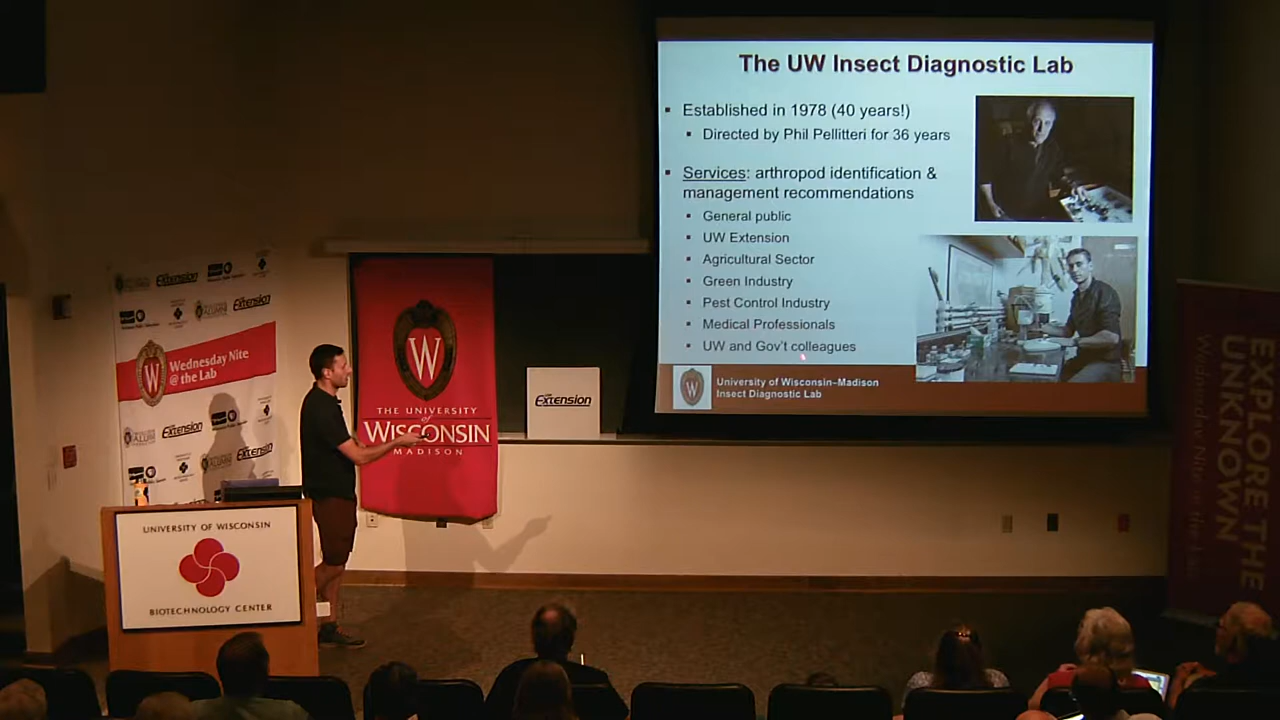 The UW Insect Diagnostic Lab
Established in 1978 (40 years!)
Directed by Phil Pellitteri for 36 years
Services: arthropod identification &
management recommendations
General public
UW Extension
Agricultural Sector
Green Industry
Pest Control Industry
Medical Professionals
UW and Gov't colleagues
University of Wisconsin–Madison
Insect Diagnostic Lab
Extension
Extension
Wednesday Nite
@ the Lab
Extension
Extension
PBS
W
W
THE UNIVERSITY
of
WISCONSIN
MADISON
Extension
UNIVERSITY OF WISCONSIN
BIOTECHNOLOGY CENTER
EXPLORE THE
UNKNOWN